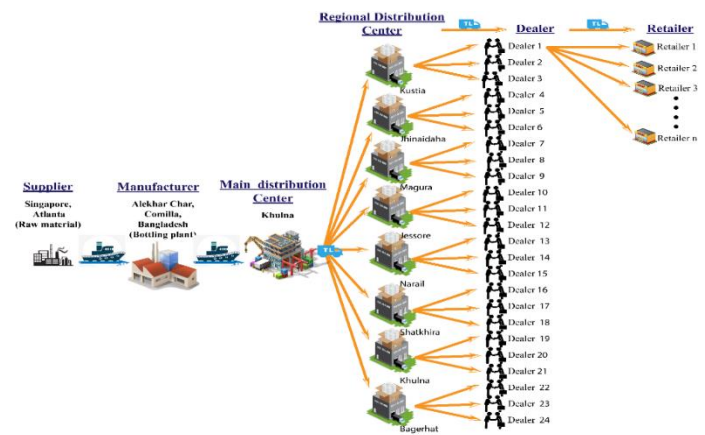 Regional Distribution
Center
Dealer
Retailer
TL
TL
Dealer 1
Dealer 2
Dealer 3
Dealer 4
Dealer 5
Dealer 6
Dealer 7
Dealer 8
Dealer 9
Dealer 10
Dealer 11
Dealer 12
Dealer 13
Dealer 14
Dealer 15
Dealer 16
Dealer 17
Dealer 18
Dealer 19
Dealer 20
Dealer 21
Dealer 22
Dealer 23
Dealer 24
Retailer 1
Retailer 2
Retailer 3
Retailer n
Kustia
Jhinaidaha
Magura
Jessore
Narail
Shatkhira
Khulna
Bagerhat
Supplier
Singapore,
Atlanta
(Raw material)
Manufacturer
Alekhar Char,
Comilla,
Bangladesh
(Bottling plant)
Main distribution
Center
Khulna
TL